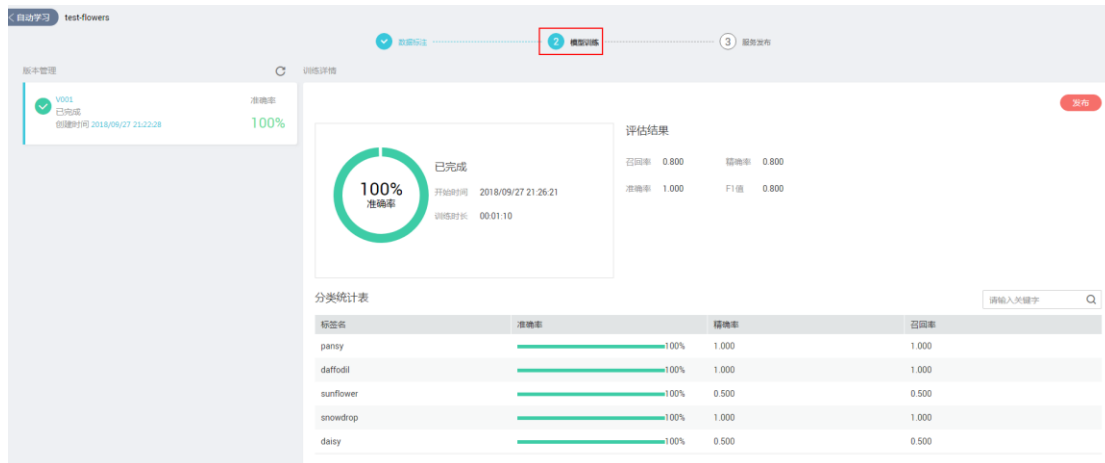 < 自动学习 test-flowers
数据标注 2 模型训练 3 服务发布
版本管理
V001
已完成
创建时间 2018/09/27 21:22:28
准确率
100%
训练详情
发布
100%
准确率
已完成
开始时间 2018/09/27 21:26:21
训练时长 00:01:10
评估结果
召回率 0.800 精确率 0.800
准确率 1.000 F1值 0.800
分类统计表
请输入关键字
标签名 准确率 精确率 召回率
pansy 100% 1.000 1.000
daffodil 100% 1.000 1.000
sunflower 100% 0.500 0.500
snowdrop 100% 1.000 1.000
daisy 100% 0.500 0.500